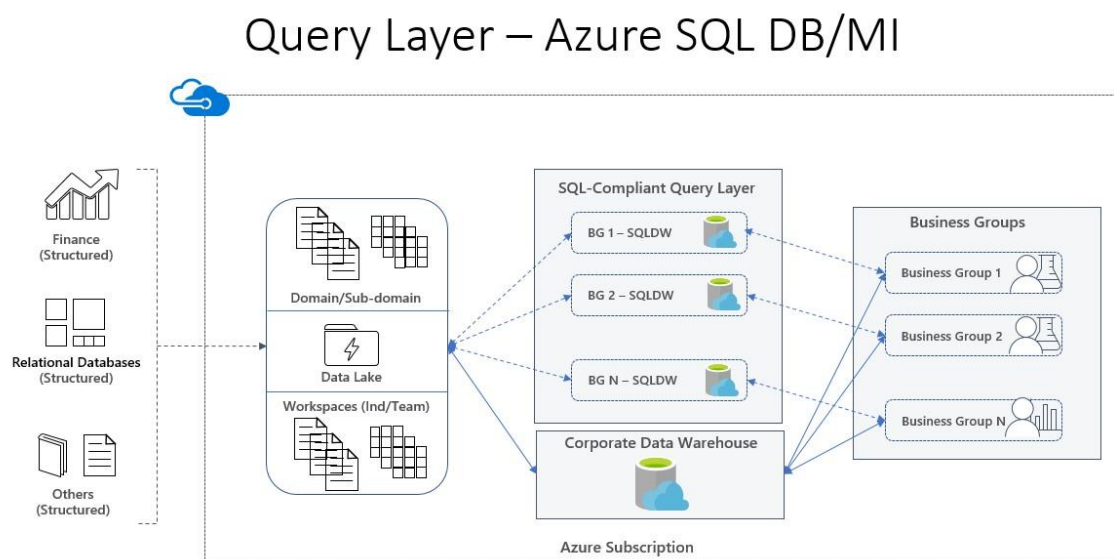 Query Layer – Azure SQL DB/MI
Finance
(Structured)
Relational Databases
(Structured)
Others
(Structured)
Domain/Sub-domain
Data Lake
Workspaces (Ind/Team)
SQL-Compliant Query Layer
BG 1 – SQLDW
BG 2 – SQLDW
BG N – SQLDW
Corporate Data Warehouse
Business Groups
Business Group 1
Business Group 2
Business Group N
Azure Subscription